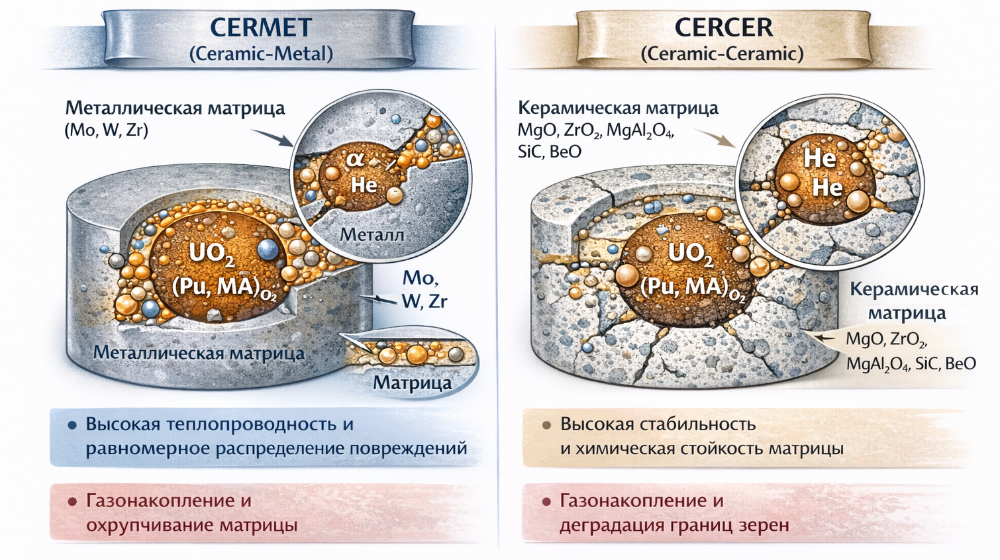 CERMET
(Ceramic-Metal)
Металлическая матрица
(Mo, W, Zr)
α
He
Металл
UO₂
(Pu, MA)O₂
Mo,
W, Zr
Металлическая матрица
Матрица
• Высокая теплопроводность и
равномерное распределение повреждений
• Газонакопление и
охрупчивание матрицы
CERCER
(Ceramic-Ceramic)
Керамическая матрица
MgO, ZrO₂, MgAl₂O₄,
SiC, BeO
He
He
UO₂
(Pu, MA)O₂
Керамическая
матрица
MgO, ZrO₂,
MgAl₂O₄, SiC, BeO
• Высокая стабильность
и химическая стойкость матрицы
• Газонакопление и
деградация границ зерен